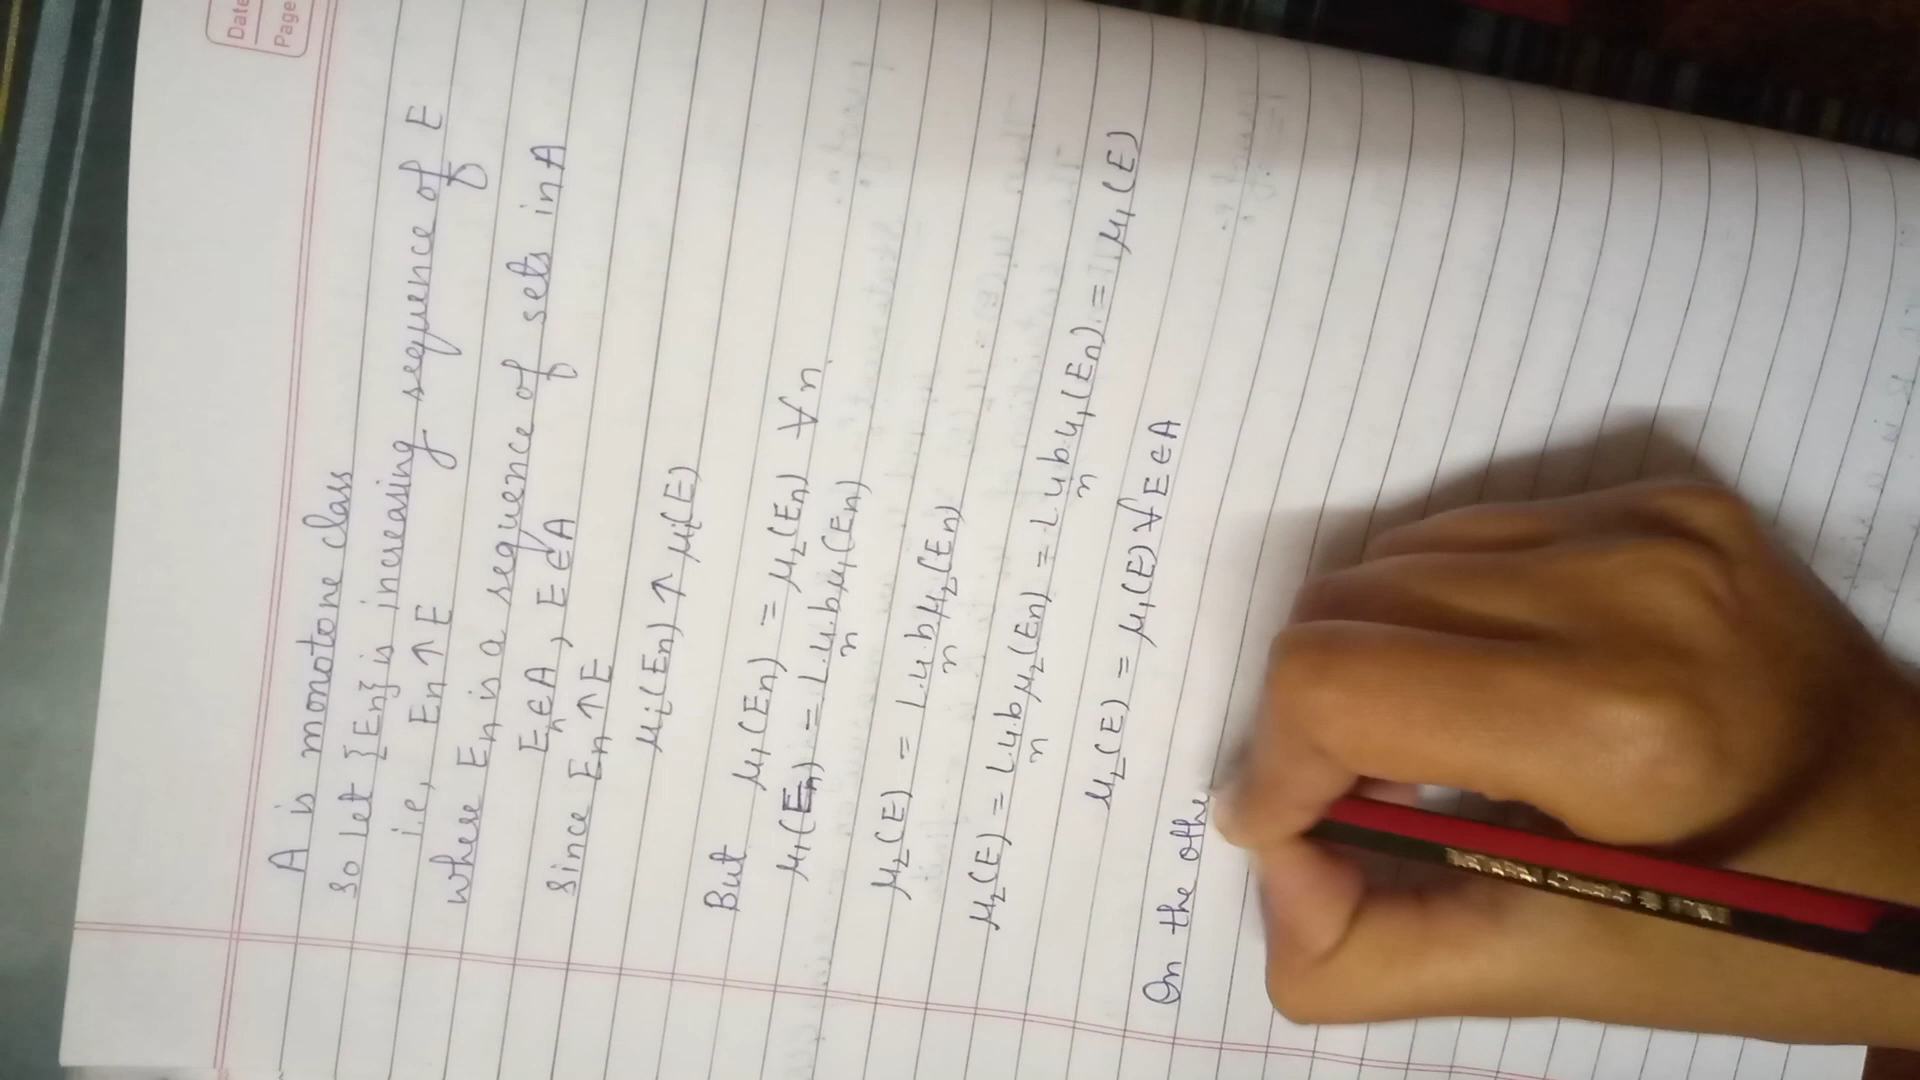 Date
Page
A is monotone class
So let {En} is increasing sequence of E
i.e, En ↑ E
where En is a sequence of sets in A
En ∈ A, E ∈ A
Since En ↑ E
μi(En) ↑ μi(E)
But μ1(En) = μ2(En) ∀n
μ1(En) = l.u.b μ1(En)
n
μ2(E) = l.u.b μ2(En)
n
μ2(E) = l.u.b μ2(En) = l.u.b μ1(En) = μ1(E)
n n
μ2(E) = μ1(E) ∀ E ∈ A
On the othe